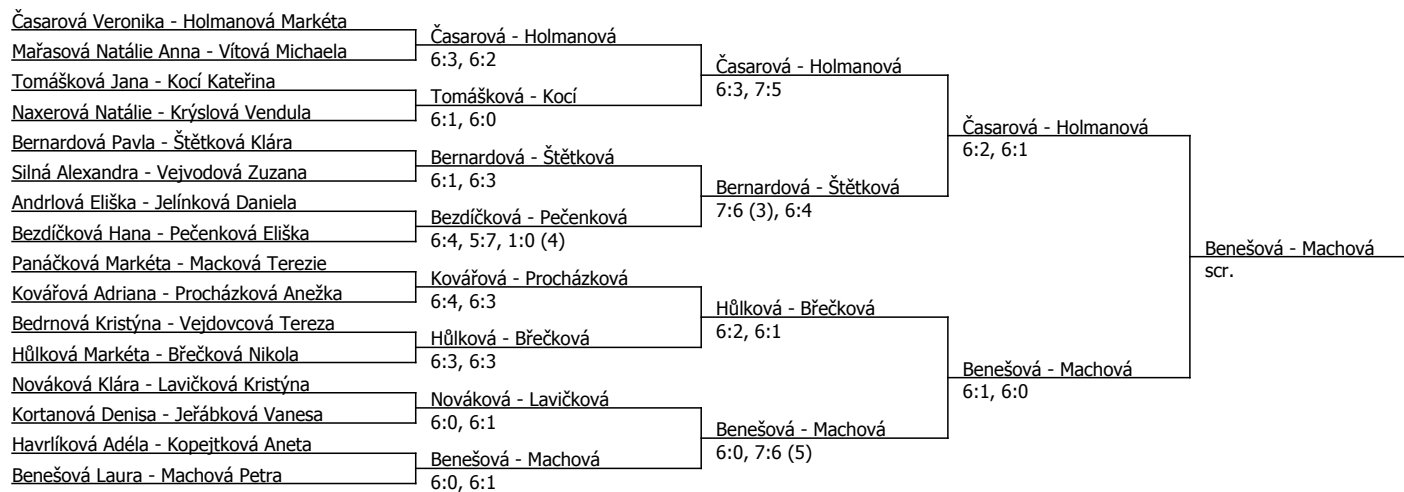 Časarová Veronika - Holmanová Markéta
Mařasová Natálie Anna - Vítová Michaela
Tomášková Jana - Kocí Kateřina
Naxerová Natálie - Krýslová Vendula
Bernardová Pavla - Štětková Klára
Silná Alexandra - Vejvodová Zuzana
Andrlová Eliška - Jelínková Daniela
Bezdíčková Hana - Pečenková Eliška
Panáčková Markéta - Macková Terezie
Kovářová Adriana - Procházková Anežka
Bedrnová Kristýna - Vejdovcová Tereza
Hůlková Markéta - Břečková Nikola
Nováková Klára - Lavičková Kristýna
Kortanová Denisa - Jeřábková Vanesa
Havrlíková Adéla - Kopejtková Aneta
Benešová Laura - Machová Petra
Časarová - Holmanová
6:3, 6:2
Tomášková - Kocí
6:1, 6:0
Bernardová - Štětková
6:1, 6:3
Bezdíčková - Pečenková
6:4, 5:7, 1:0 (4)
Kovářová - Procházková
6:4, 6:3
Hůlková - Břečková
6:3, 6:3
Nováková - Lavičková
6:0, 6:1
Benešová - Machová
6:0, 6:1
Časarová - Holmanová
6:3, 7:5
Bernardová - Štětková
7:6 (3), 6:4
Hůlková - Břečková
6:2, 6:1
Benešová - Machová
6:0, 7:6 (5)
Časarová - Holmanová
6:2, 6:1
Benešová - Machová
6:1, 6:0
Benešová - Machová
scr.